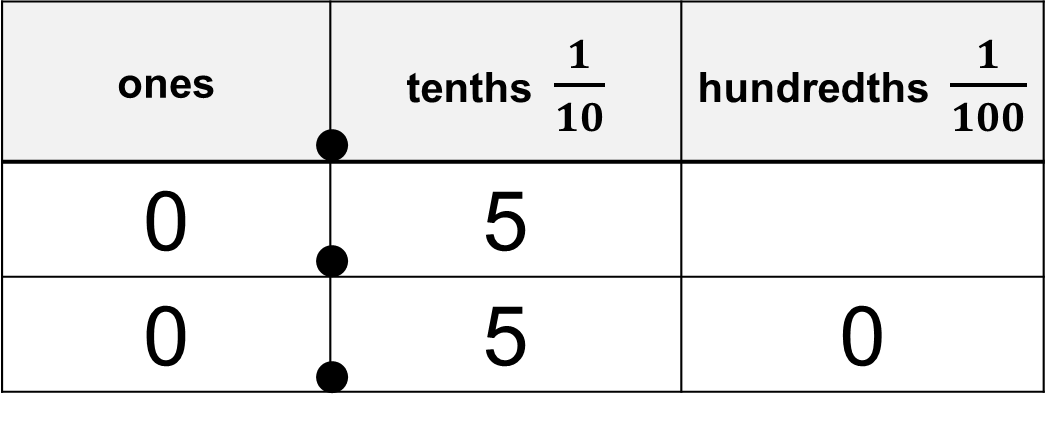 ones tenths 1/10 hundredths 1/100
0 . 5
0 . 5 0